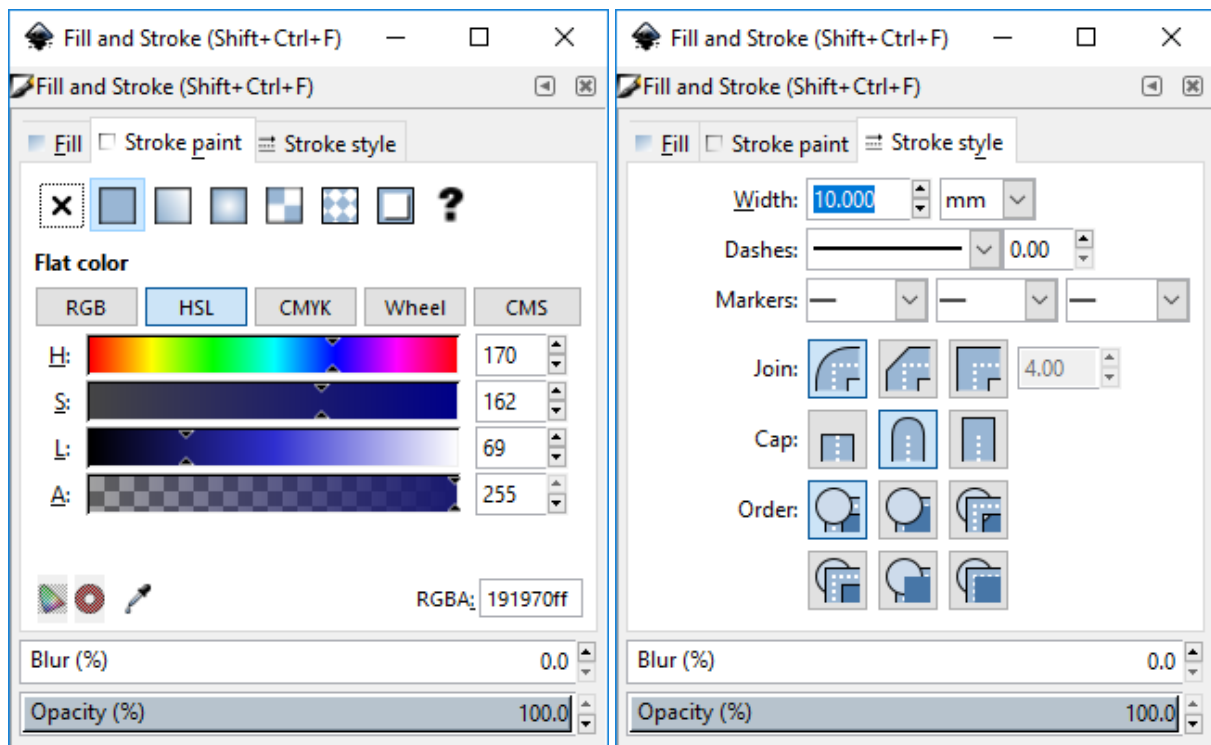 Fill and Stroke (Shift+Ctrl+F)
Fill and Stroke (Shift+Ctrl+F)
Fill Stroke paint Stroke style
?
Flat color
RGB HSL CMYK Wheel CMS
H: 170
S: 162
L: 69
A: 255
RGBA: 191970ff
Blur (%) 0.0
Opacity (%) 100.0
Fill and Stroke (Shift+Ctrl+F)
Fill and Stroke (Shift+Ctrl+F)
Fill Stroke paint Stroke style
Width: 10.000 mm
Dashes: 0.00
Markers:
Join: 4.00
Cap:
Order:
Blur (%) 0.0
Opacity (%) 100.0